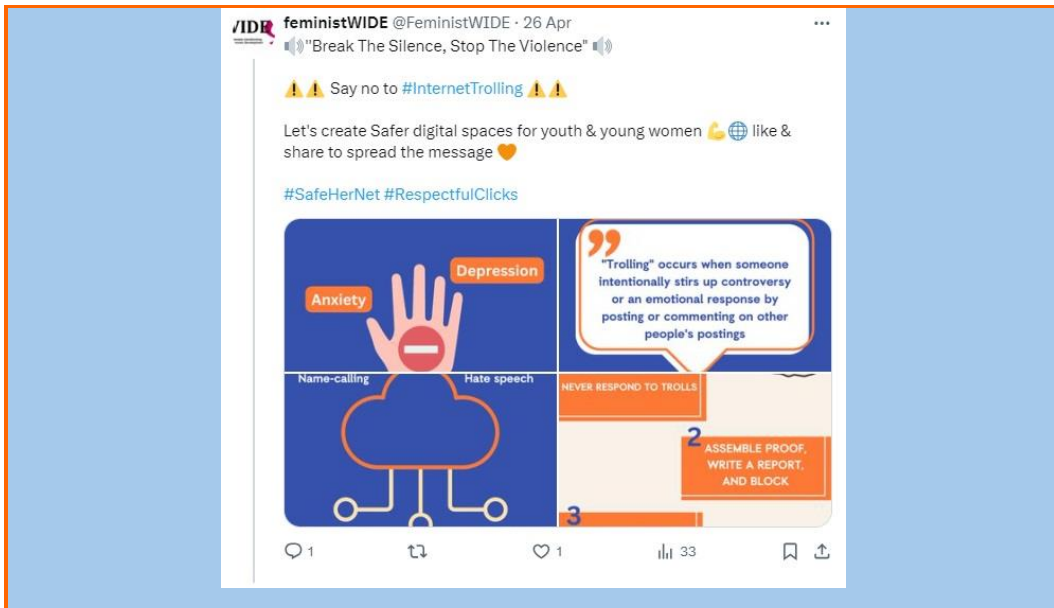 /IDE
feministWIDE @FeministWIDE · 26 Apr
🔊"Break The Silence, Stop The Violence" 🔊
⚠️⚠️ Say no to #InternetTrolling ⚠️⚠️
Let's create Safer digital spaces for youth & young women 💪🌐 like &
share to spread the message 🧡
#SafeHerNet #RespectfulClicks
Depression
Anxiety
"Trolling" occurs when someone
intentionally stirs up controversy
or an emotional response by
posting or commenting on other
people's postings
Name-calling
Hate speech
NEVER RESPOND TO TROLLS
2
ASSEMBLE PROOF,
WRITE A REPORT,
AND BLOCK
3
1
1
33